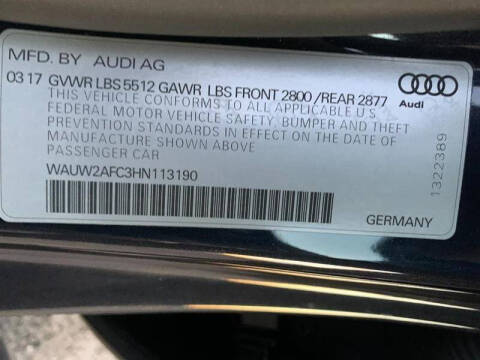 MFD. BY AUDI AG
03 17 GVWR LBS 5512 GAWR LBS FRONT 2800 /REAR 2877
THIS VEHICLE CONFORMS TO ALL APPLICABLE U.S
FEDERAL MOTOR VEHICLE SAFETY, BUMPER AND THEFT
PREVENTION STANDARDS IN EFFECT ON THE DATE OF
MANUFACTURE SHOWN ABOVE
PASSENGER CAR
WAUW2AFC3HN113190
GERMANY
Audi
1322389